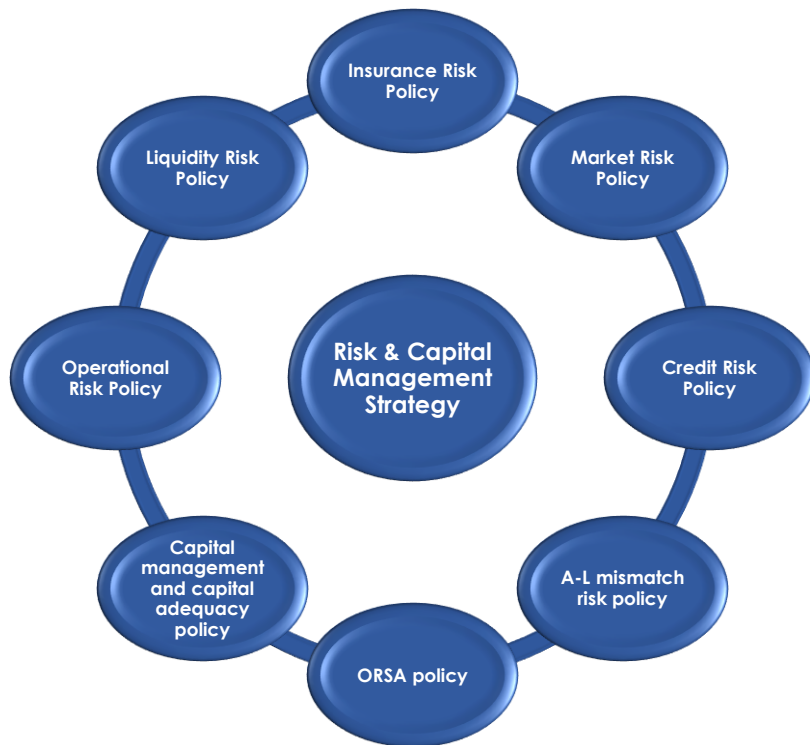 Insurance Risk
Policy
Market Risk
Policy
Credit Risk
Policy
A-L mismatch
risk policy
ORSA policy
Capital
management
and capital
adequacy
policy
Operational
Risk Policy
Liquidity Risk
Policy
Risk & Capital
Management
Strategy